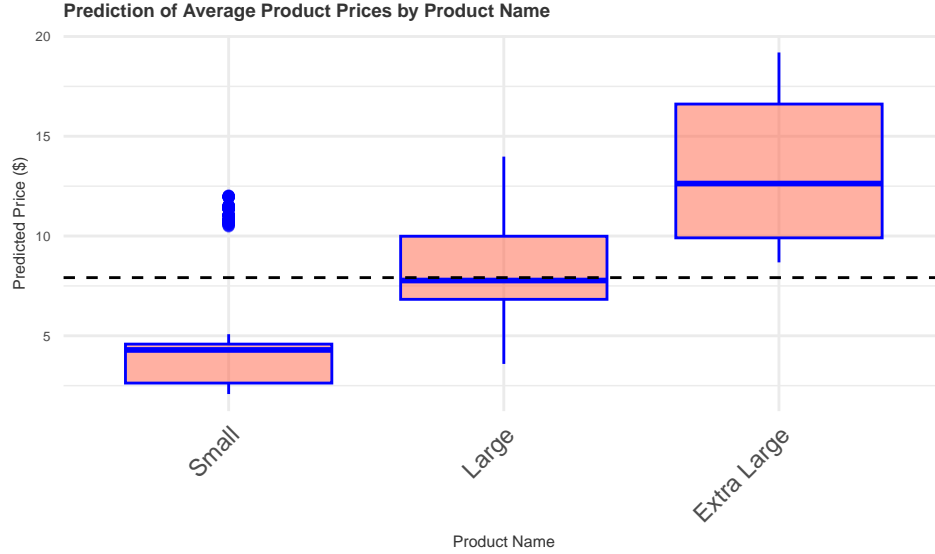 Prediction of Average Product Prices by Product Name
Predicted Price ($)
20
15
10
5
Small
Large
Extra Large
Product Name